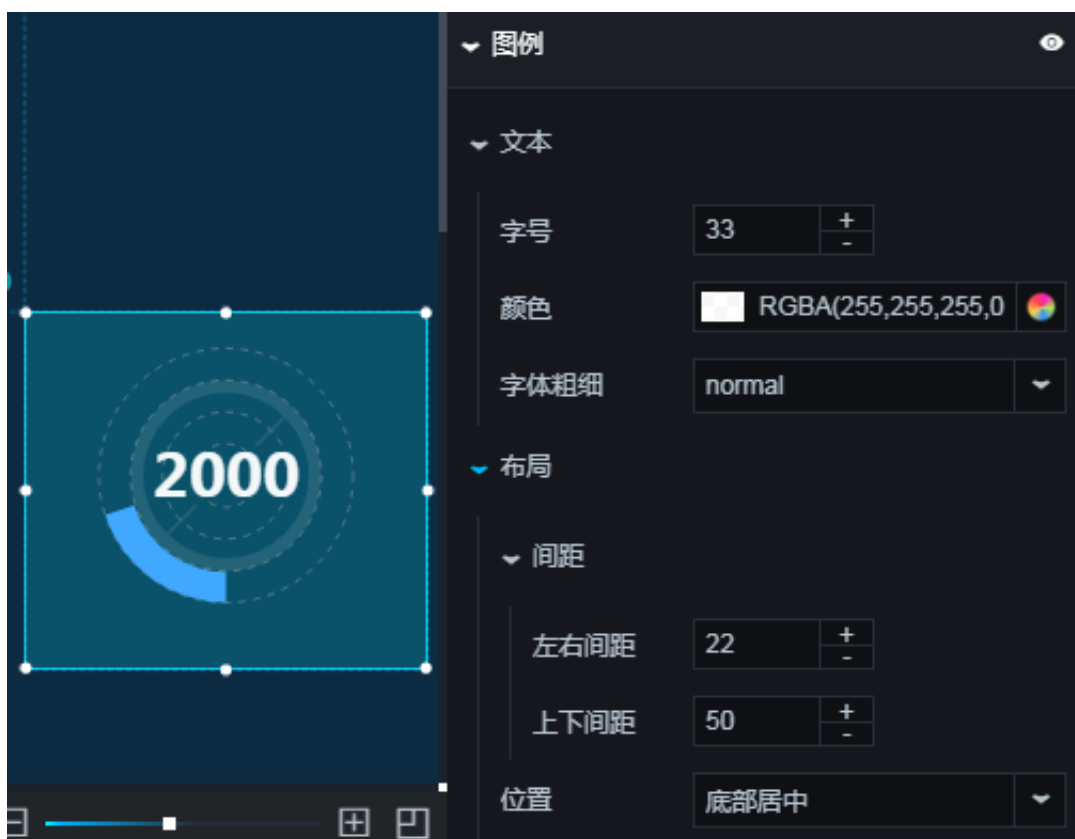 图例
文本
字号 33 + -
颜色 RGBA(255,255,255,0
字体粗细 normal
2000
布局
间距
左右间距 22 + -
上下间距 50 + -
位置 底部居中